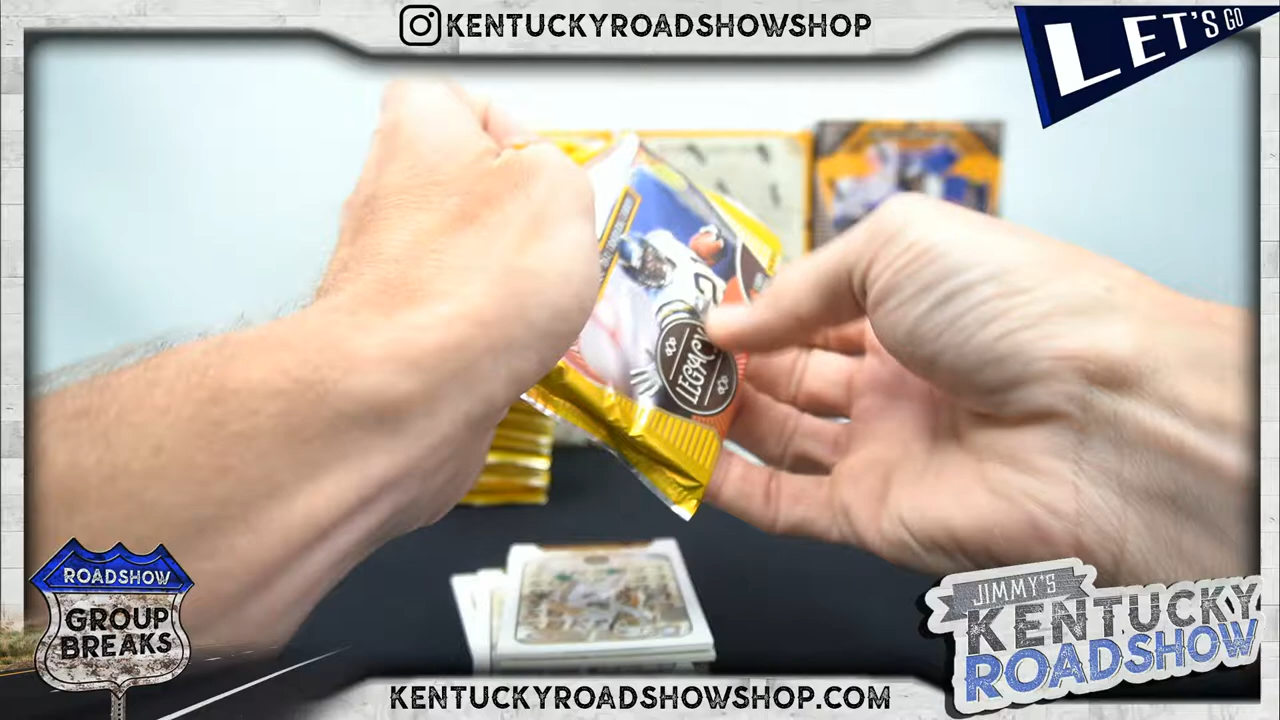 KENTUCKYROADSHOWSHOP
LET'S GO
LEGACY
ROADSHOW
GROUP
BREAKS
JIMMY'S
KENTUCKY
ROADSHOW
KENTUCKYROADSHOWSHOP.COM